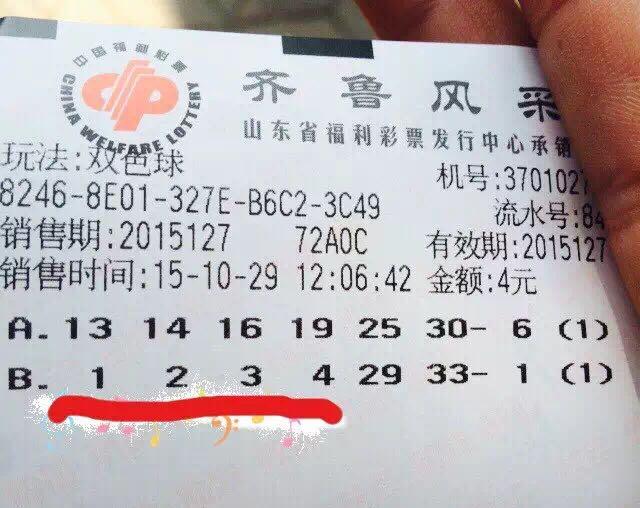 中国福利彩票
CHINA WELFARE LOTTERY
齐鲁风采
山东省福利彩票发行中心承销
玩法:双色球
机号:3701027
8246-8E01-327E-B6C2-3C49
流水号:84
销售期:2015127 72A0C 有效期:2015127
销售时间:15-10-29 12:06:42 金额:4元
A. 13 14 16 19 25 30- 6 (1)
B. 1 2 3 4 29 33- 1 (1)